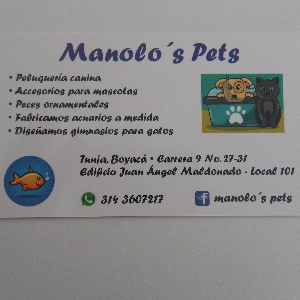 Manolo´s Pets
• Peluquería canina
• Accesorios para mascotas
• Peces ornamentales
• Fabricamos acuarios a medida
• Diseñamos gimnasios para gatos
Tunja, Boyacá • Carrera 9 No. 27-31
Edificio Juan Ángel Maldonado - Local 101
314 3607217
manolo´s pets